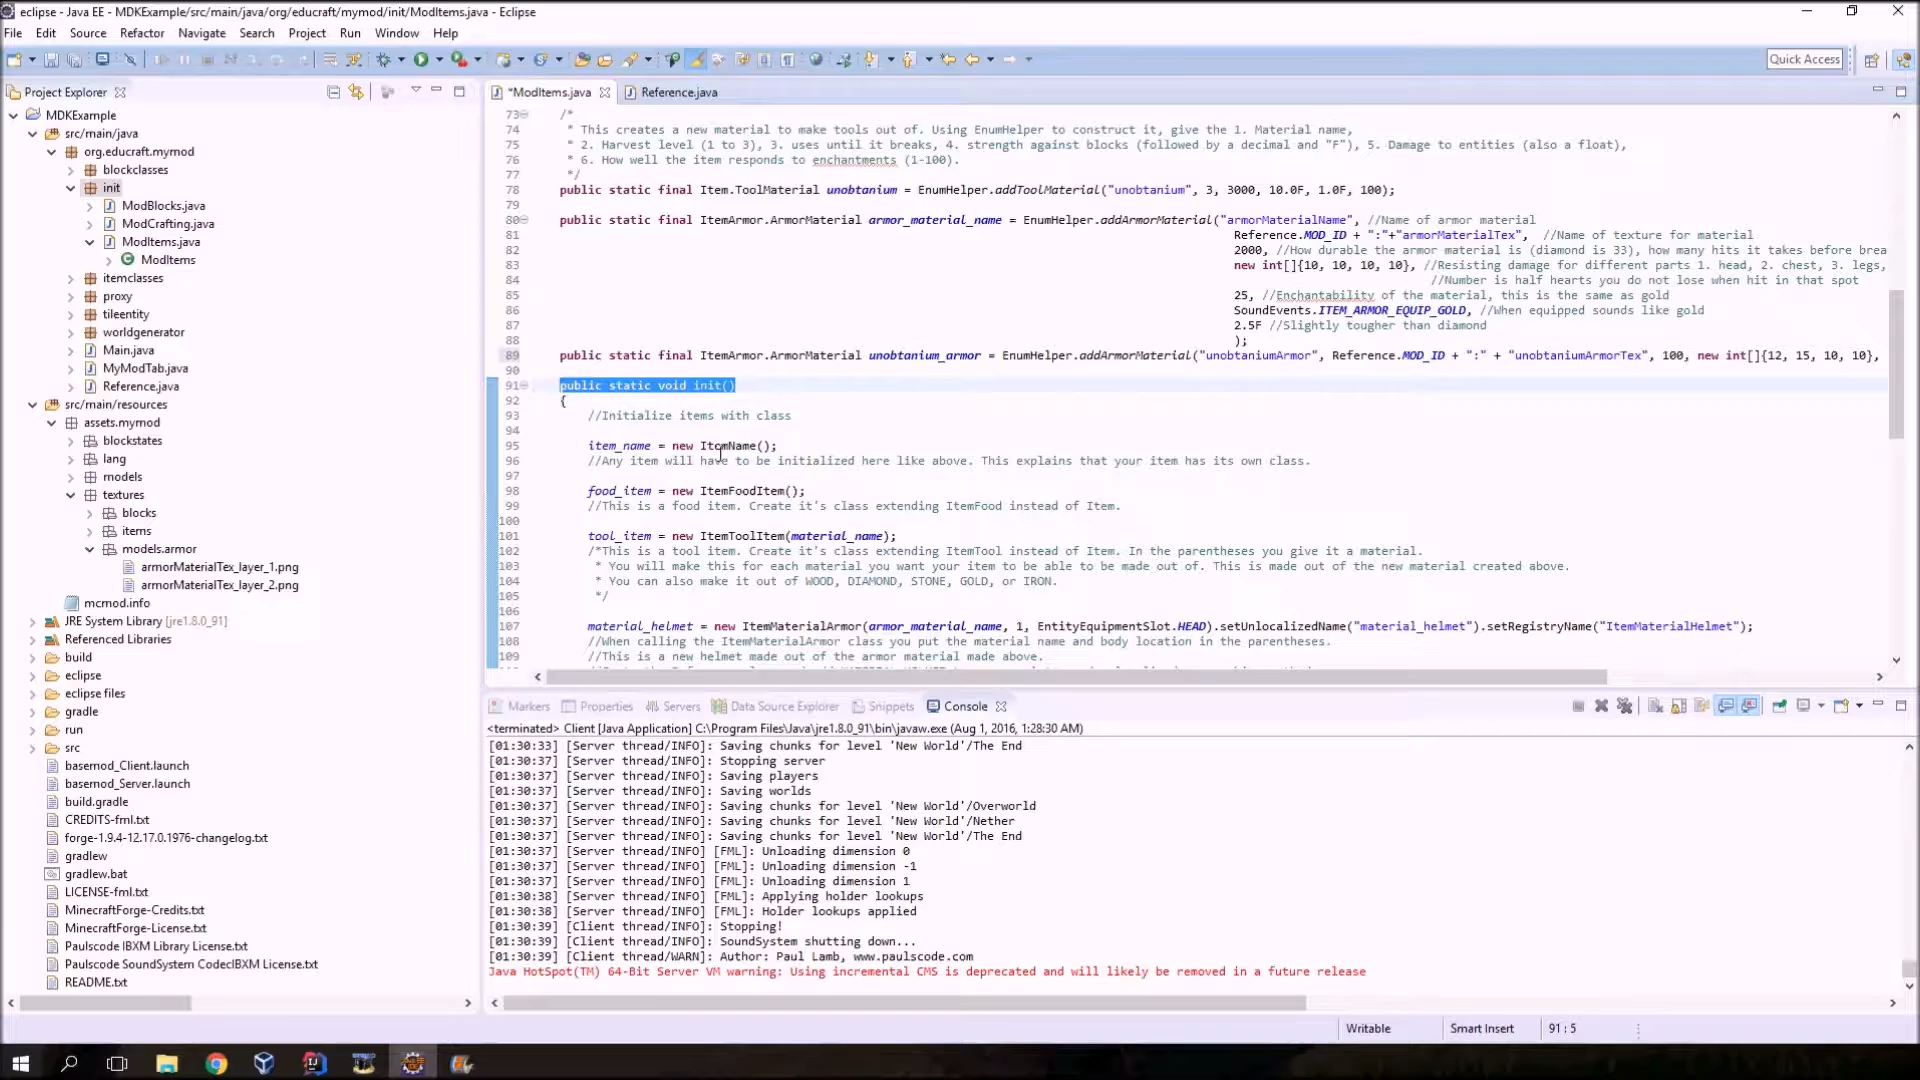 eclipse - Java EE - MDKExample/src/main/java/org/educraft/mymod/init/ModItems.java - Eclipse
File Edit Source Refactor Navigate Search Project Run Window Help
Quick Access
Project Explorer
MDKExample
src/main/java
org.educraft.mymod
blockclasses
init
ModBlocks.java
ModCrafting.java
ModItems.java
ModItems
itemclasses
proxy
tileentity
worldgenerator
Main.java
MyModTab.java
Reference.java
src/main/resources
assets.mymod
blockstates
lang
models
textures
blocks
items
models.armor
armorMaterialTex_layer_1.png
armorMaterialTex_layer_2.png
mcmod.info
JRE System Library [jre1.8.0_91]
Referenced Libraries
build
eclipse
eclipse files
gradle
run
src
basemod_Client.launch
basemod_Server.launch
build.gradle
CREDITS-fml.txt
forge-1.9.4-12.17.0.1976-changelog.txt
gradlew
gradlew.bat
LICENSE-fml.txt
MinecraftForge-Credits.txt
MinecraftForge-License.txt
Paulscode IBXM Library License.txt
Paulscode SoundSystem CodecIBXM License.txt
README.txt
*ModItems.java Reference.java
73 /*
74 * This creates a new material to make tools out of. Using EnumHelper to construct it, give the 1. Material name,
75 * 2. Harvest level (1 to 3), 3. uses until it breaks, 4. strength against blocks (followed by a decimal and "F"), 5. Damage to entities (also a float),
76 * 6. How well the item responds to enchantments (1-100).
77 */
78 public static final Item.ToolMaterial unobtanium = EnumHelper.addToolMaterial("unobtanium", 3, 3000, 10.0F, 1.0F, 100);
79
80 public static final ItemArmor.ArmorMaterial armor_material_name = EnumHelper.addArmorMaterial("armorMaterialName", //Name of armor material
81 Reference.MOD_ID + ":"+"armorMaterialTex", //Name of texture for material
82 2000, //How durable the armor material is (diamond is 33), how many hits it takes before brea
83 new int[]{10, 10, 10, 10}, //Resisting damage for different parts 1. head, 2. chest, 3. legs,
84 //Number is half hearts you do not lose when hit in that spot
85 25, //Enchantability of the material, this is the same as gold
86 SoundEvents.ITEM_ARMOR_EQUIP_GOLD, //When equipped sounds like gold
87 2.5F //Slightly tougher than diamond
88 );
89 public static final ItemArmor.ArmorMaterial unobtanium_armor = EnumHelper.addArmorMaterial("unobtaniumArmor", Reference.MOD_ID + ":" + "unobtaniumArmorTex", 100, new int[]{12, 15, 10, 10},
90
91 public static void init()
92 {
93 //Initialize items with class
94
95 item_name = new ItemName();
96 //Any item will have to be initialized here like above. This explains that your item has its own class.
97
98 food_item = new ItemFoodItem();
99 //This is a food item. Create it's class extending ItemFood instead of Item.
100
101 tool_item = new ItemToolItem(material_name);
102 /*This is a tool item. Create it's class extending ItemTool instead of Item. In the parentheses you give it a material.
103 * You will make this for each material you want your item to be able to be made out of. This is made out of the new material created above.
104 * You can also make it out of WOOD, DIAMOND, STONE, GOLD, or IRON.
105 */
106
107 material_helmet = new ItemMaterialArmor(armor_material_name, 1, EntityEquipmentSlot.HEAD).setUnlocalizedName("material_helmet").setRegistryName("ItemMaterialHelmet");
108 //When calling the ItemMaterialArmor class you put the material name and body location in the parentheses.
109 //This is a new helmet made out of the armor material made above.
Markers Properties Servers Data Source Explorer Snippets Console
<terminated> Client [Java Application] C:\Program Files\Java\jre1.8.0_91\bin\javaw.exe (Aug 1, 2016, 1:28:30 AM)
[01:30:33] [Server thread/INFO]: Saving chunks for level 'New World'/The End
[01:30:37] [Server thread/INFO]: Stopping server
[01:30:37] [Server thread/INFO]: Saving players
[01:30:37] [Server thread/INFO]: Saving worlds
[01:30:37] [Server thread/INFO]: Saving chunks for level 'New World'/Overworld
[01:30:37] [Server thread/INFO]: Saving chunks for level 'New World'/Nether
[01:30:37] [Server thread/INFO]: Saving chunks for level 'New World'/The End
[01:30:37] [Server thread/INFO] [FML]: Unloading dimension 0
[01:30:37] [Server thread/INFO] [FML]: Unloading dimension -1
[01:30:37] [Server thread/INFO] [FML]: Unloading dimension 1
[01:30:38] [Server thread/INFO] [FML]: Applying holder lookups
[01:30:38] [Server thread/INFO] [FML]: Holder lookups applied
[01:30:39] [Client thread/INFO]: Stopping!
[01:30:39] [Client thread/INFO]: SoundSystem shutting down...
[01:30:39] [Client thread/WARN]: Author: Paul Lamb, www.paulscode.com
Java HotSpot(TM) 64-Bit Server VM warning: Using incremental CMS is deprecated and will likely be removed in a future release
Writable Smart Insert 91 : 5